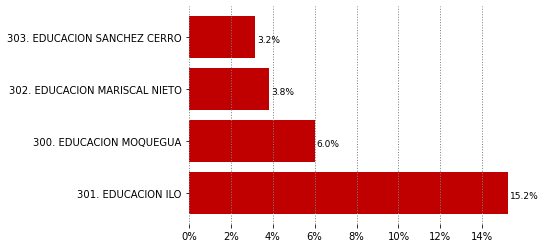 303. EDUCACION SANCHEZ CERRO 3.2%
302. EDUCACION MARISCAL NIETO 3.8%
300. EDUCACION MOQUEGUA 6.0%
301. EDUCACION ILO 15.2%
0% 2% 4% 6% 8% 10% 12% 14%